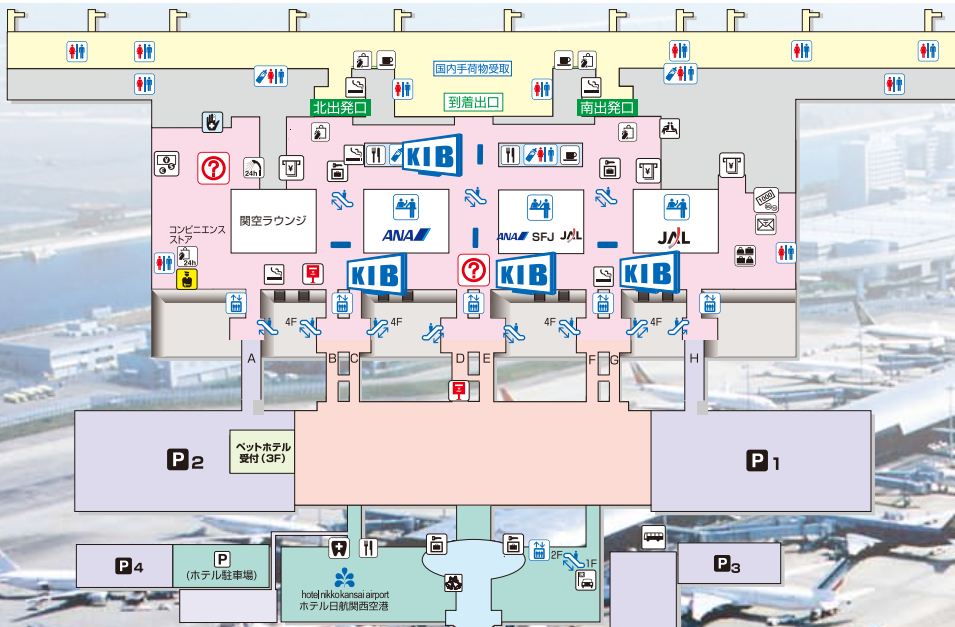 国内手荷物受取
北出発口
到着出口
南出発口
KIB
24h
関空ラウンジ
コンビニエンス
ストア
24h
ANA
ANA SFJ JAL
JAL
1000
KIB
KIB
KIB
4F
4F
4F
4F
A
B
C
D
E
F
G
H
P2
ペットホテル
受付(3F)
P1
P4
P
(ホテル駐車場)
hotel nikko kansai airport
ホテル日航関西空港
2F
1F
P3